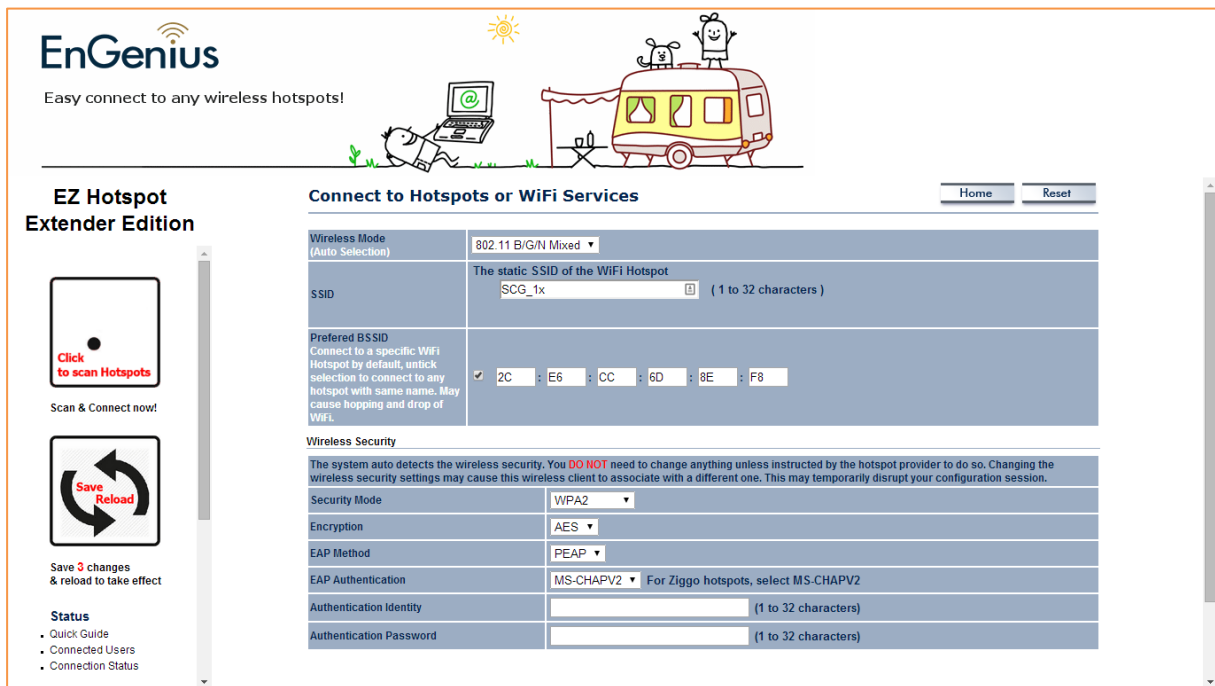 EnGenius
Easy connect to any wireless hotspots!
@
EZ Hotspot
Extender Edition
Click
to scan Hotspots
Scan & Connect now!
Save
Reload
Save 3 changes
& reload to take effect
Status
Quick Guide
Connected Users
Connection Status
Connect to Hotspots or WiFi Services
Home
Reset
Wireless Mode
(Auto Selection)
802.11 B/G/N Mixed
SSID
The static SSID of the WiFi Hotspot
SCG_1x
( 1 to 32 characters )
Prefered BSSID
Connect to a specific WiFi
Hotspot by default, untick
selection to connect to any
hotspot with same name. May
cause hopping and drop of
WiFi.
2C : E6 : CC : 6D : 8E : F8
Wireless Security
The system auto detects the wireless security. You DO NOT need to change anything unless instructed by the hotspot provider to do so. Changing the
wireless security settings may cause this wireless client to associate with a different one. This may temporarily disrupt your configuration session.
Security Mode
WPA2
Encryption
AES
EAP Method
PEAP
EAP Authentication
MS-CHAPV2 For Ziggo hotspots, select MS-CHAPV2
Authentication Identity
(1 to 32 characters)
Authentication Password
(1 to 32 characters)